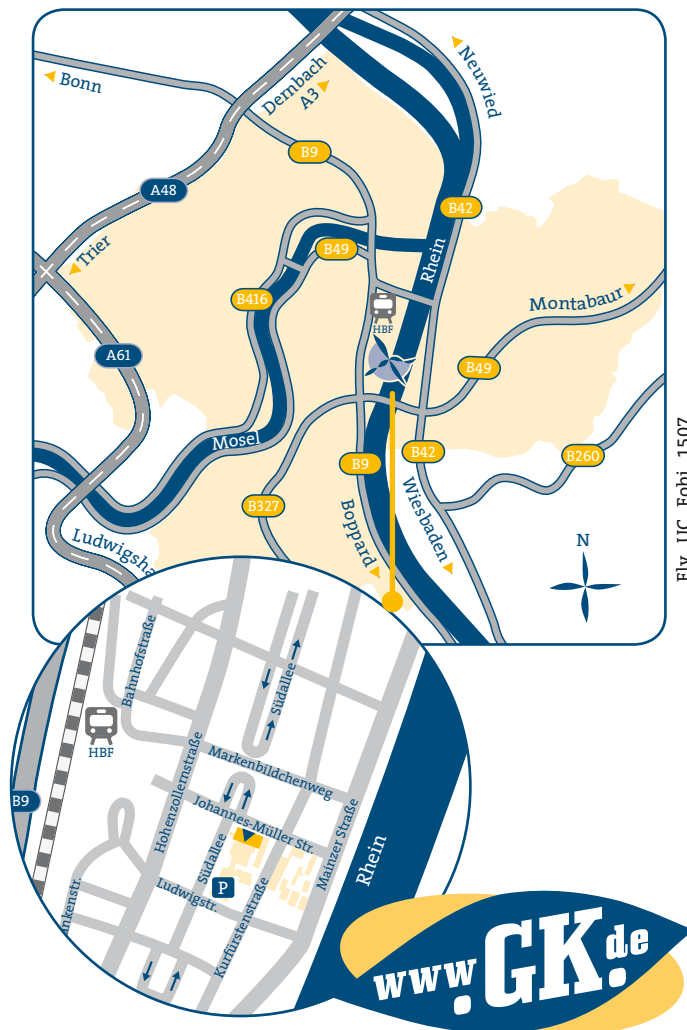 Neuwied
Bonn
Dernbach
A3
B9
A48
B42
Trier
B49
Rhein
B416
Montabaur
HBF
A61
B49
Mosel
B9
B42
B260
B327
Boppard
Wiesbaden
Fly_UC_Fobi_1507
N
Ludwigsha
Bahnhofstraße
Südallee
HBF
Markenbildchenweg
Hohenzollernstraße
B9
Johannes-Müller Str.
Mainzer Straße
Südallee
Rhein
P
Ludwigstr.
Kurfürstenstraße
ankenstr.
www.GK.de